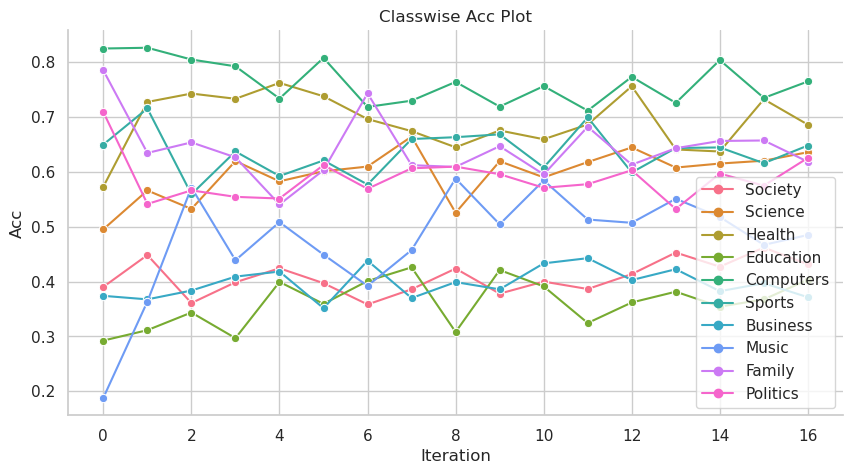 Classwise Acc Plot
Acc
0.8
0.7
0.6
0.5
0.4
0.3
0.2
0 2 4 6 8 10 12 14 16
Iteration
Society
Science
Health
Education
Computers
Sports
Business
Music
Family
Politics